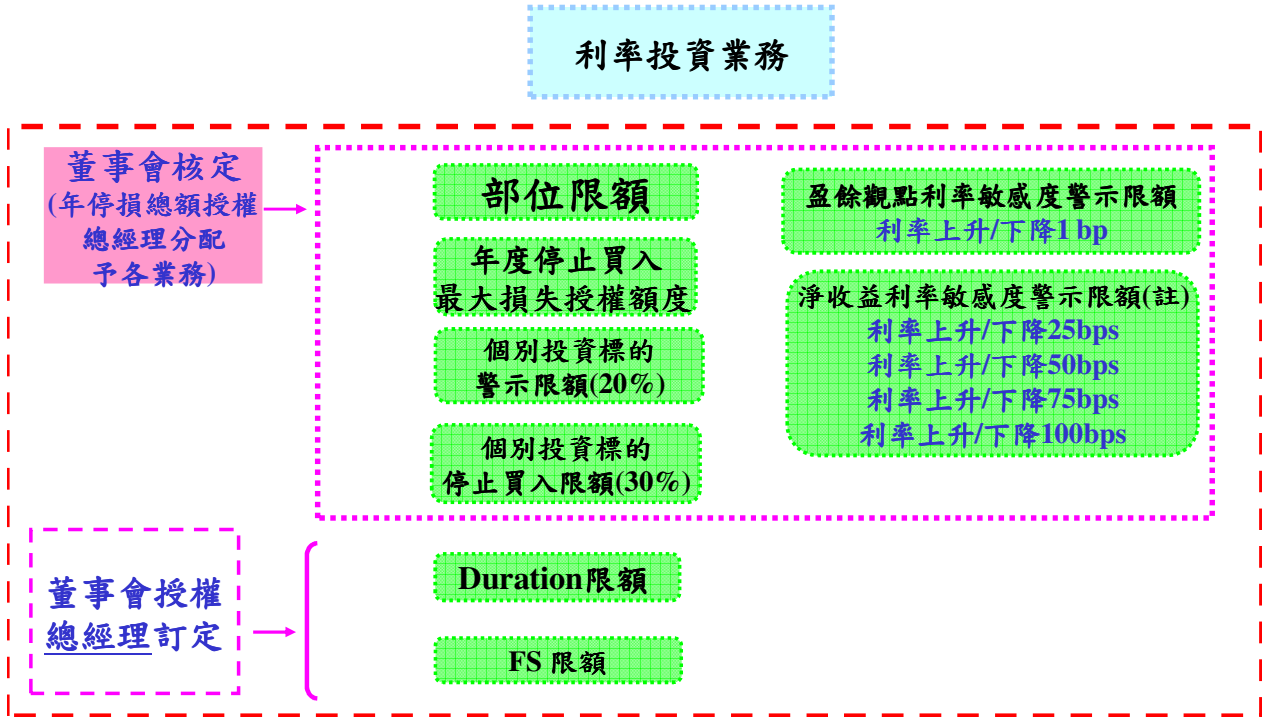 利率投資業務
董事會核定
(年停損總額授權
總經理分配
予各業務)
部位限額
年度停止買入
最大損失授權額度
個別投資標的
警示限額(20%)
個別投資標的
停止買入限額(30%)
盈餘觀點利率敏感度警示限額
利率上升/下降1 bp
淨收益利率敏感度警示限額(註)
利率上升/下降25bps
利率上升/下降50bps
利率上升/下降75bps
利率上升/下降100bps
董事會授權
總經理訂定
Duration限額
FS 限額